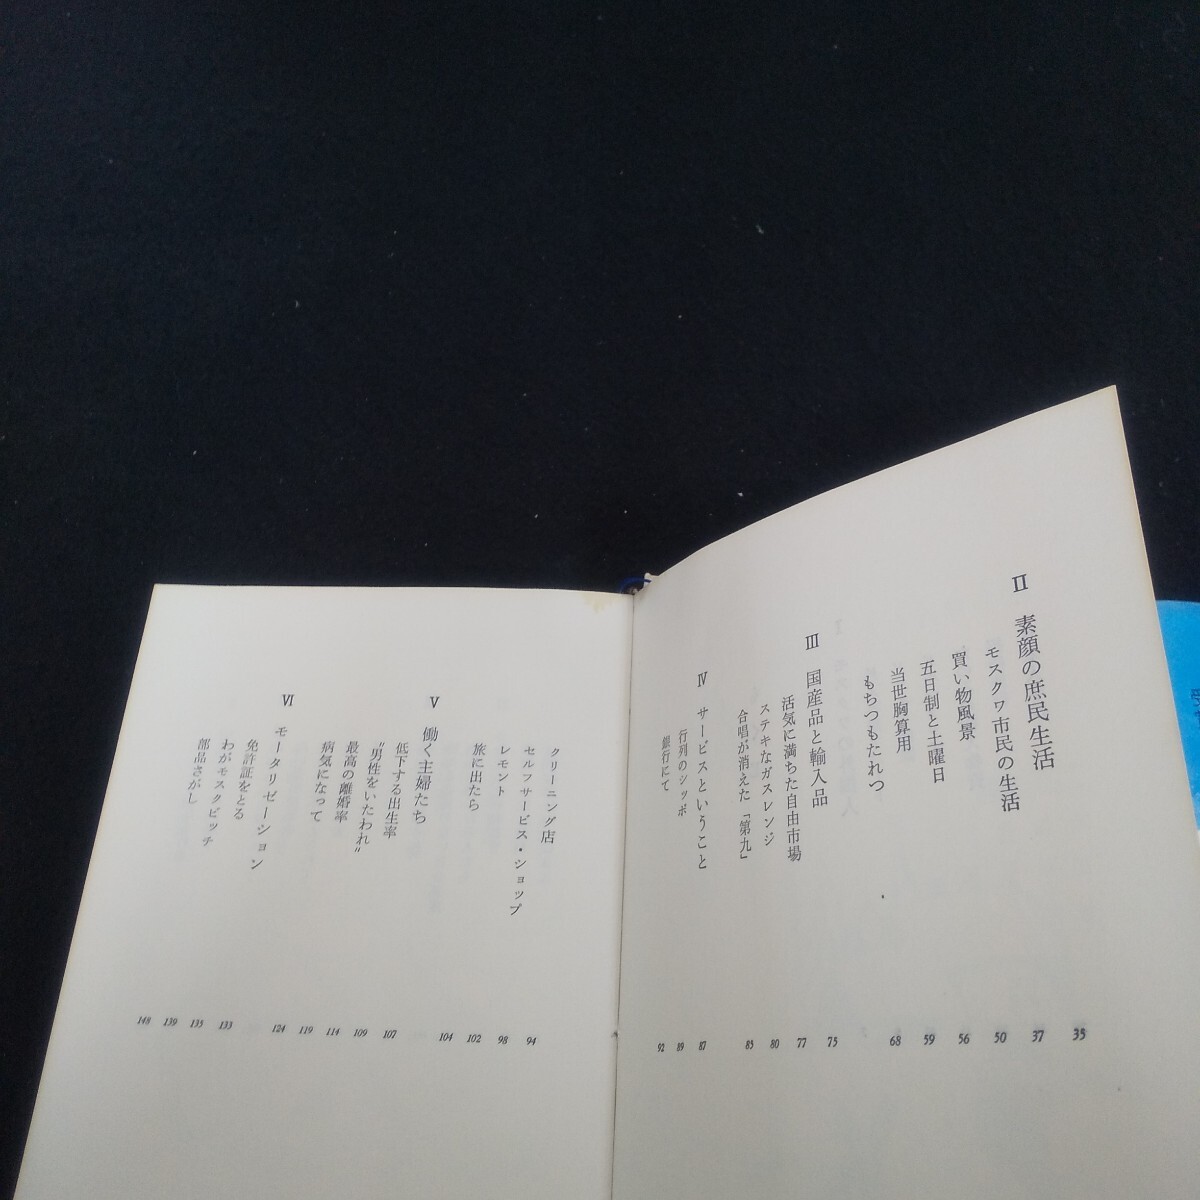 II 素顔の庶民生活 35
モスクワ市民の生活 37
買い物風景 50
五日制と土曜日 56
当世胸算用 59
もちつもたれつ 68
III 国産品と輸入品 75
活気に満ちた自由市場 77
ステキなガスレンジ 80
合唱が消えた「第九」 85
IV サービスということ 87
行列のシッポ 89
銀行にて 92
クリーニング店 94
セルフサービス・ショップ 98
レモント 102
旅に出たら 104
V 働く主婦たち 107
低下する出生率 109
"男性をいたわれ" 114
最高の離婚率 119
病気になって 124
VI モータリゼーション 133
免許証をとる 135
わがモスクビッチ 139
部品さがし 148